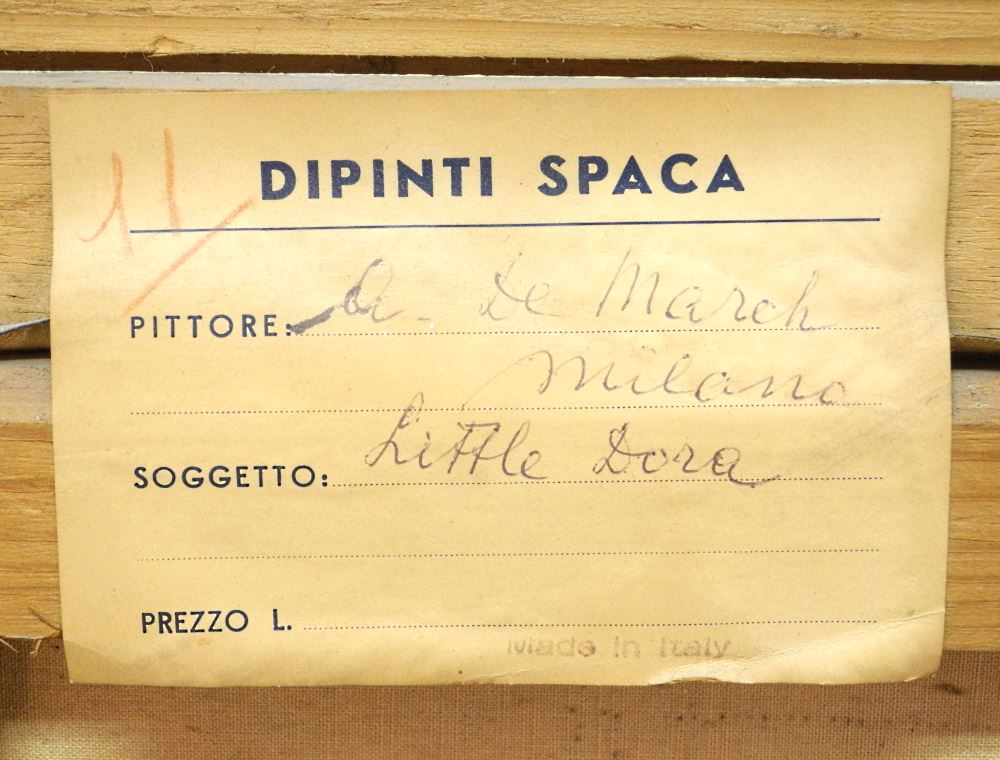 11
DIPINTI SPACA
PITTORE: A. De March
Milano
SOGGETTO: Little Dora
PREZZO L.
Made in Italy